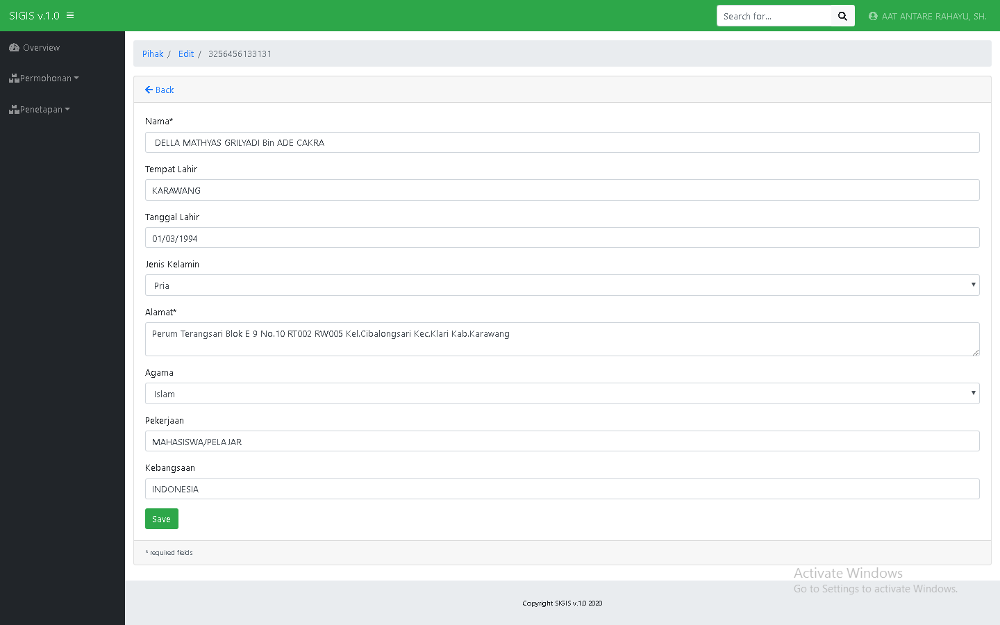 SIGIS v.1.0
Search for...
AAT ANTARE RAHAYU, SH.
Overview
Permohonan
Penetapan
Pihak / Edit / 3256456133131
Back
Nama*
DELLA MATHYAS GRILYADI Bin ADE CAKRA
Tempat Lahir
KARAWANG
Tanggal Lahir
01/03/1994
Jenis Kelamin
Pria
Alamat*
Perum Terangsari Blok E 9 No.10 RT002 RW005 Kel.Cibalongsari Kec.Klari Kab.Karawang
Agama
Islam
Pekerjaan
MAHASISWA/PELAJAR
Kebangsaan
INDONESIA
Save
* required fields
Activate Windows
Go to Settings to activate Windows.
Copyright SIGIS v.1.0 2020